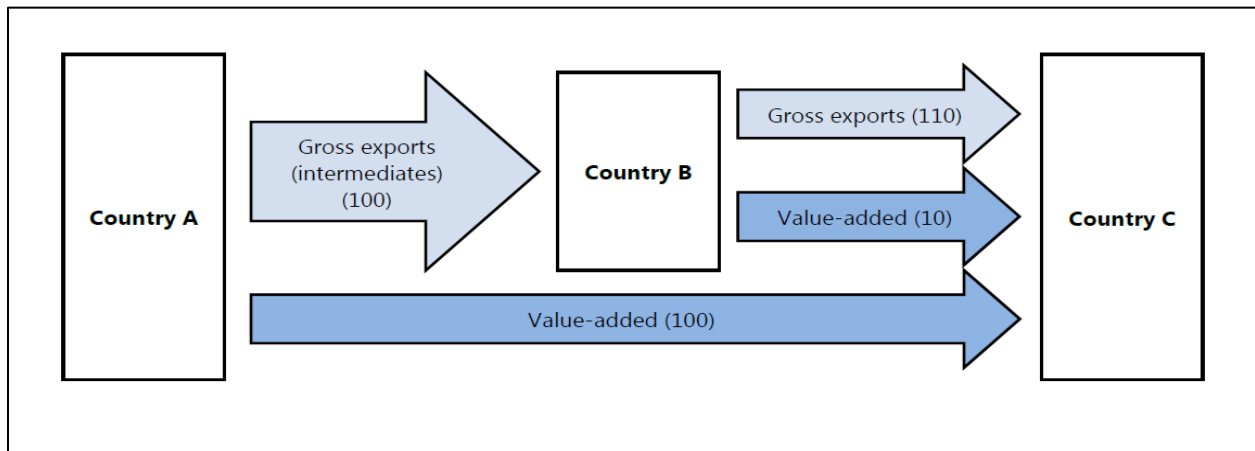 Country A
Gross exports
(intermediates)
(100)
Country B
Gross exports (110)
Value-added (10)
Country C
Value-added (100)